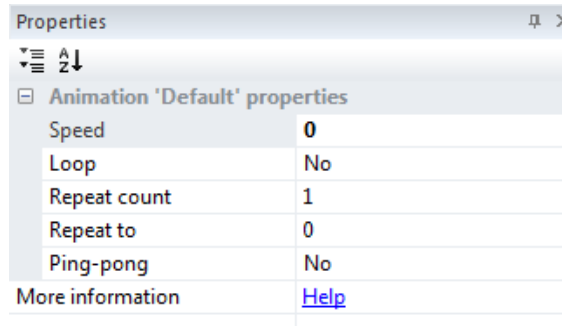 Properties
Animation 'Default' properties
Speed 0
Loop No
Repeat count 1
Repeat to 0
Ping-pong No
More information Help